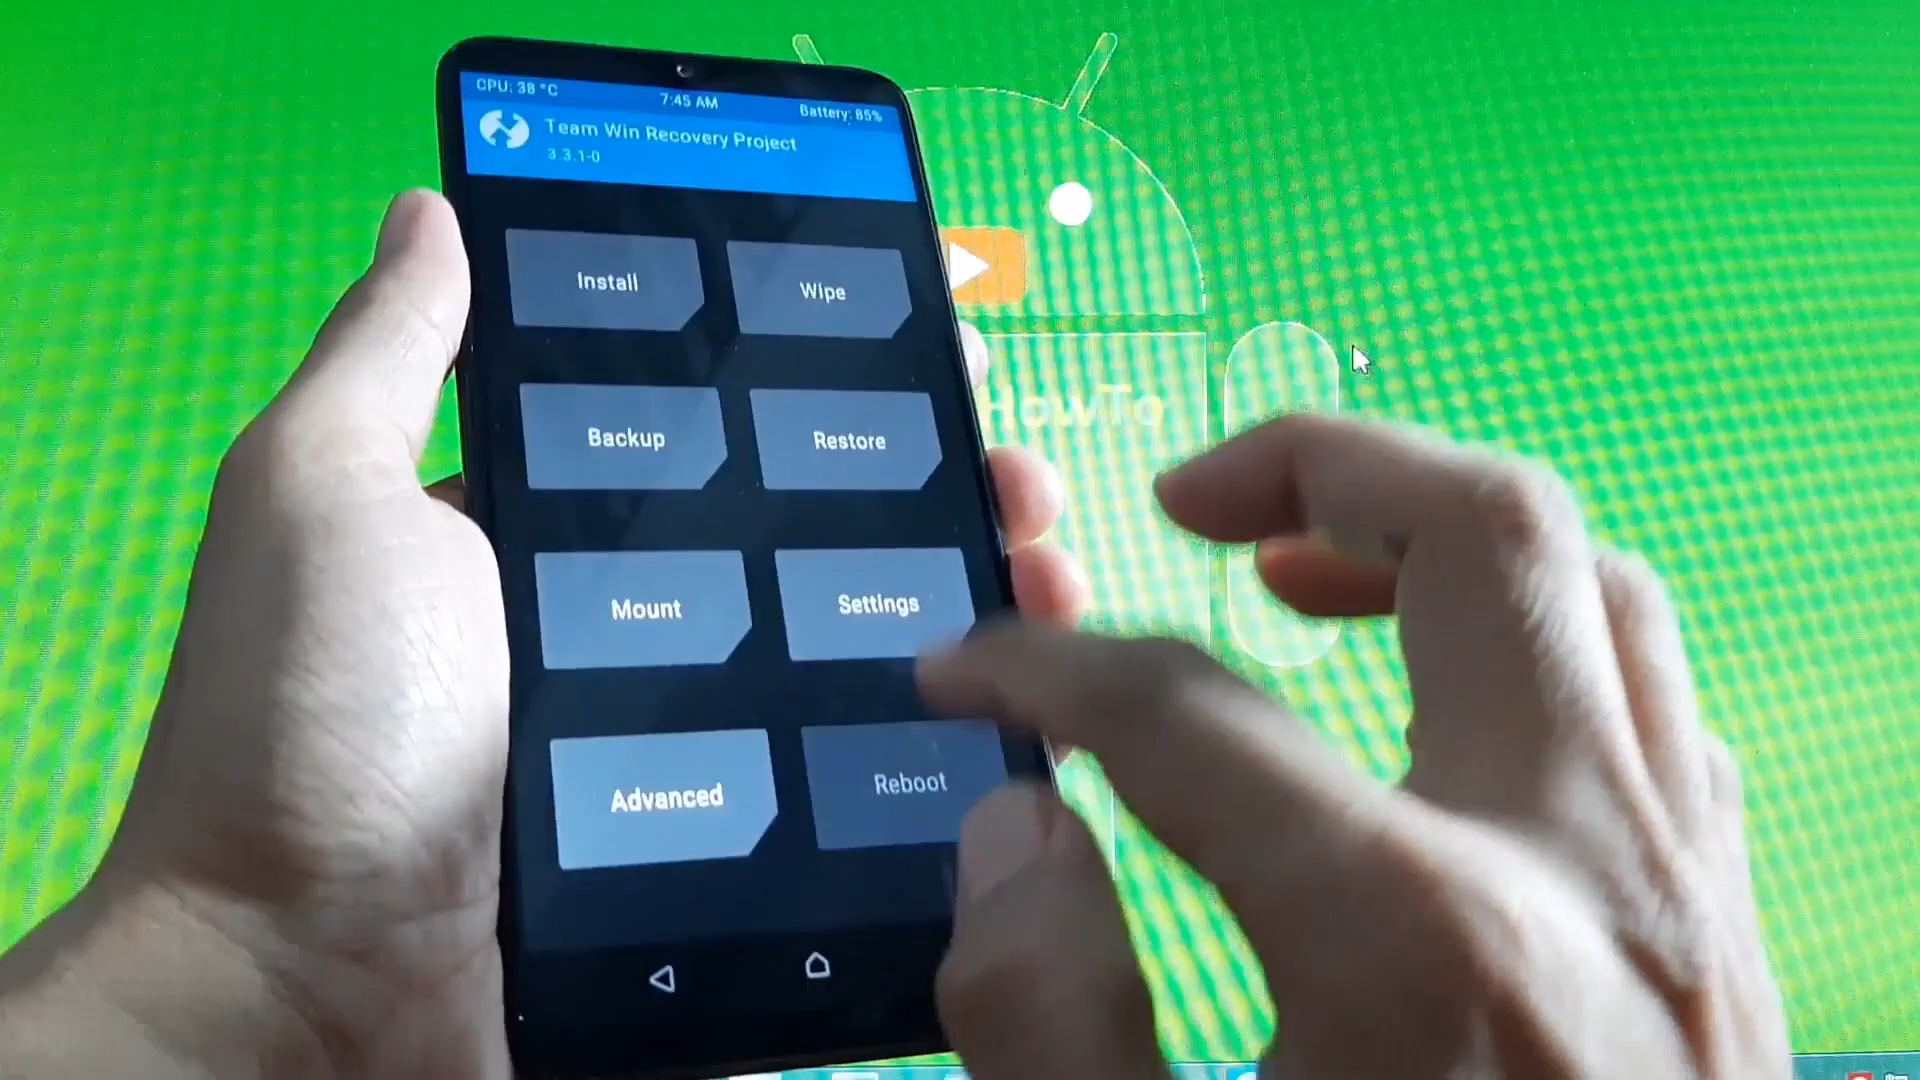 CPU: 38 °C
7:45 AM
Battery: 85%
Team Win Recovery Project
3.3.1-0
Install
Wipe
Backup
Restore
Mount
Settings
Advanced
Reboot
HowTo